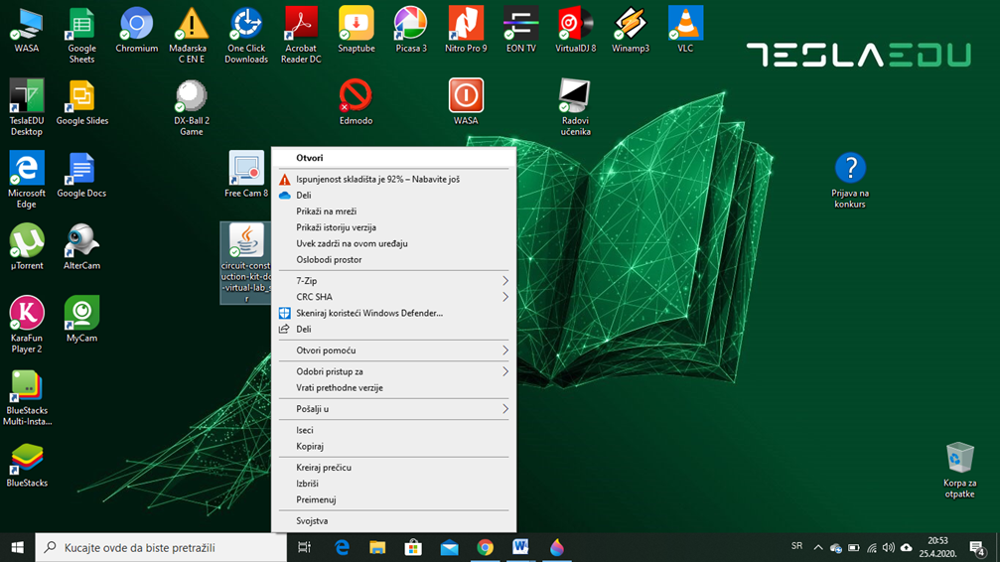 WASA
Google
Sheets
Chromium
Mađarska
C EN E
One Click
Downloads
Acrobat
Reader DC
Snaptube
Picasa 3
Nitro Pro 9
EON TV
VirtualDJ 8
Winamp3
VLC
TESLAEDU
TeslaEDU
Desktop
Google Slides
DX-Ball 2
Game
Edmodo
WASA
Radovi
učenika
Microsoft
Edge
Google Docs
Free Cam 8
Prijava na
konkurs
µTorrent
AlterCam
circuit-const
ruction-kit-dc
-virtual-lab_s
r
KaraFun
Player 2
MyCam
BlueStacks
Multi-Insta...
BlueStacks
Korpa za
otpatke
Otvori
Ispunjenost skladišta je 92% – Nabavite još
Deli
Prikaži na mreži
Prikaži istoriju verzija
Uvek zadrži na ovom uređaju
Oslobodi prostor
7-Zip
CRC SHA
Skeniraj koristeći Windows Defender...
Deli
Otvori pomoću
Odobri pristup za
Vrati prethodne verzije
Pošalji u
Iseci
Kopiraj
Kreiraj prečicu
Izbriši
Preimenuj
Svojstva
Kucajte ovde da biste pretražili
SR
20:53
25.4.2020.
4